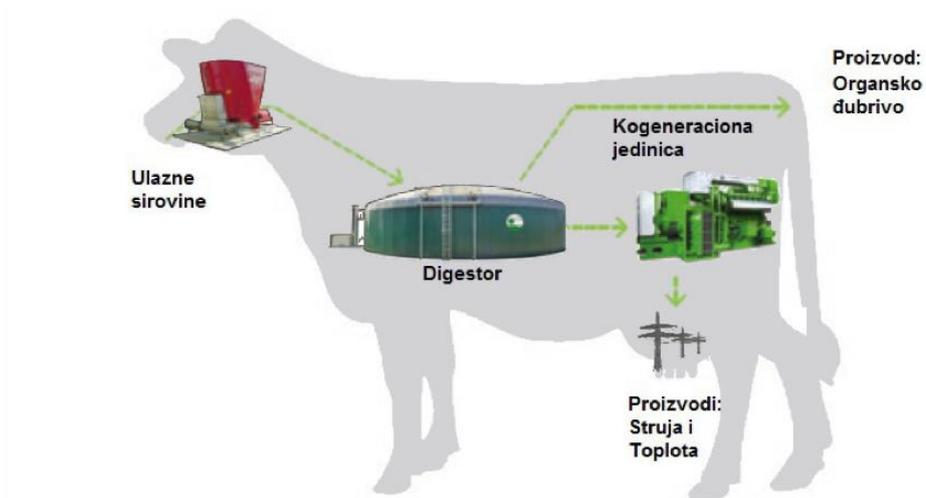 Proizvod:
Organsko
đubrivo
Kogeneraciona
jedinica
Ulazne
sirovine
Digestor
Proizvodi:
Struja i
Toplota